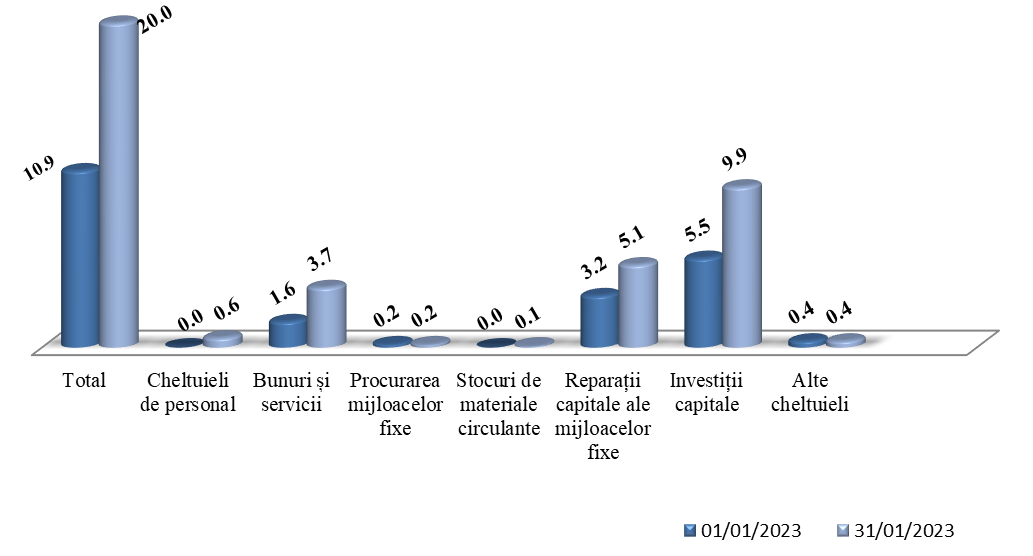 20.0
10.9
9.9
5.5
5.1
3.2
3.7
1.6
0.0 0.6
0.2 0.2
0.0 0.1
0.4 0.4
Total
Cheltuieli
de personal
Bunuri și
servicii
Procurarea
mijloacelor
fixe
Stocuri de
materiale
circulante
Reparații
capitale ale
mijloacelor
fixe
Investiții
capitale
Alte
cheltuieli
01/01/2023 31/01/2023